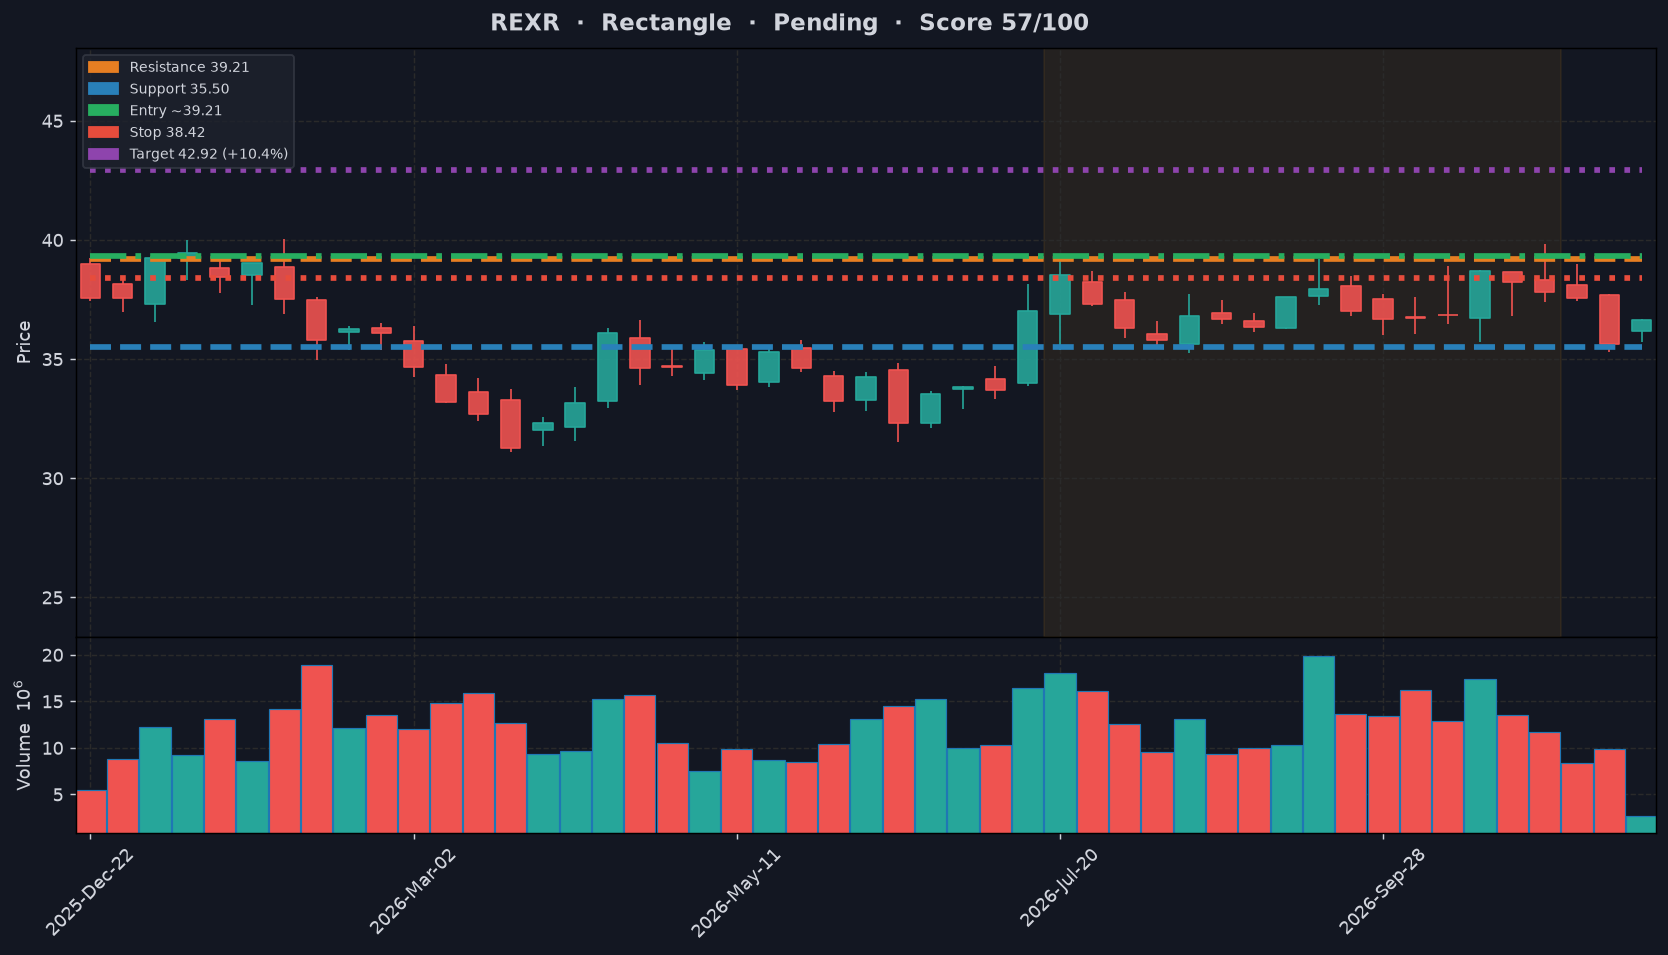 REXR · Rectangle · Pending · Score 57/100
Resistance 39.21
Support 35.50
Entry ~39.21
Stop 38.42
Target 42.92 (+10.4%)
Price
45
40
35
30
25
Volume 10⁶
20
15
10
5
2025-Dec-22
2026-Mar-02
2026-May-11
2026-Jul-20
2026-Sep-28